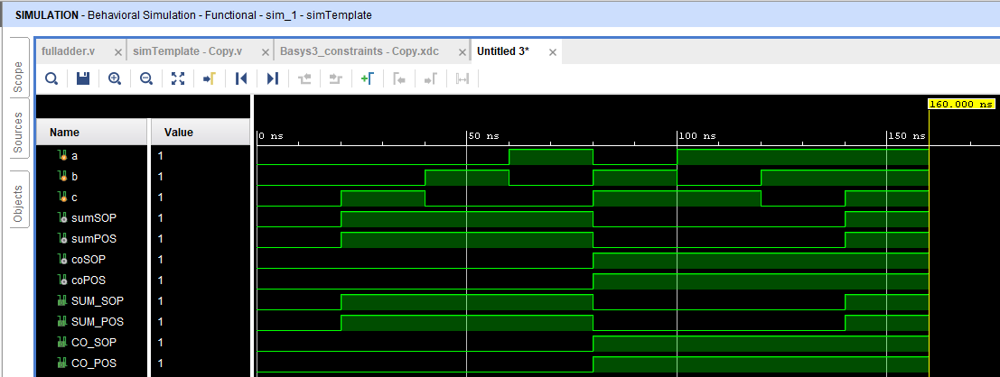 SIMULATION - Behavioral Simulation - Functional - sim_1 - simTemplate
Scope
Sources
Objects
fulladder.v × simTemplate - Copy.v × Basys3_constraints - Copy.xdc × Untitled 3* ×
160.000 ns
Name Value
0 ns 50 ns 100 ns 150 ns
a 1
b 1
c 1
sumSOP 1
sumPOS 1
coSOP 1
coPOS 1
SUM_SOP 1
SUM_POS 1
CO_SOP 1
CO_POS 1